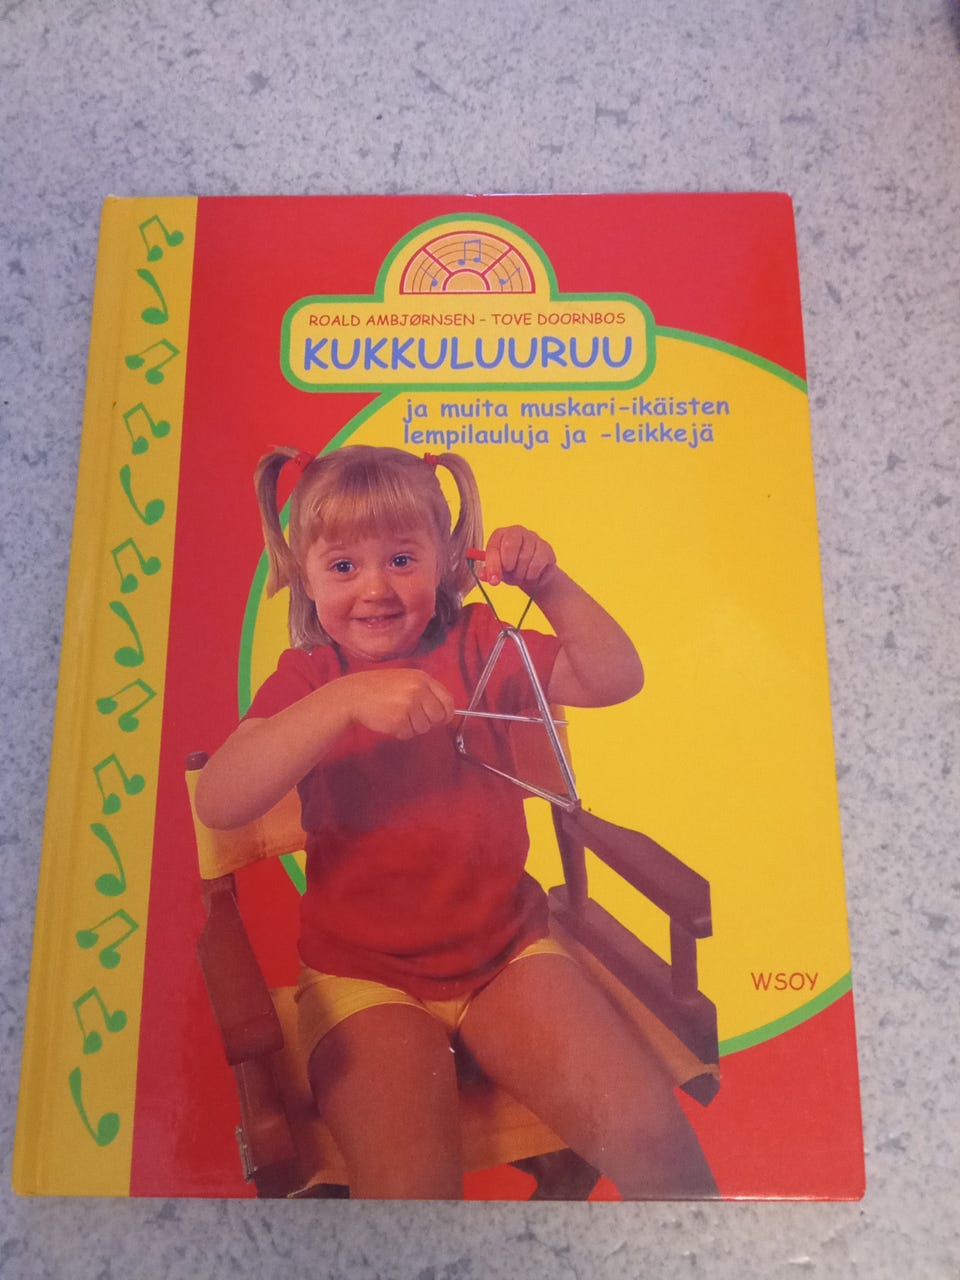 ROALD AMBJØRNSEN - TOVE DOORNBOS
KUKKULUURUU
ja muita muskari-ikäisten
lempilauluja ja -leikkejä
WSOY